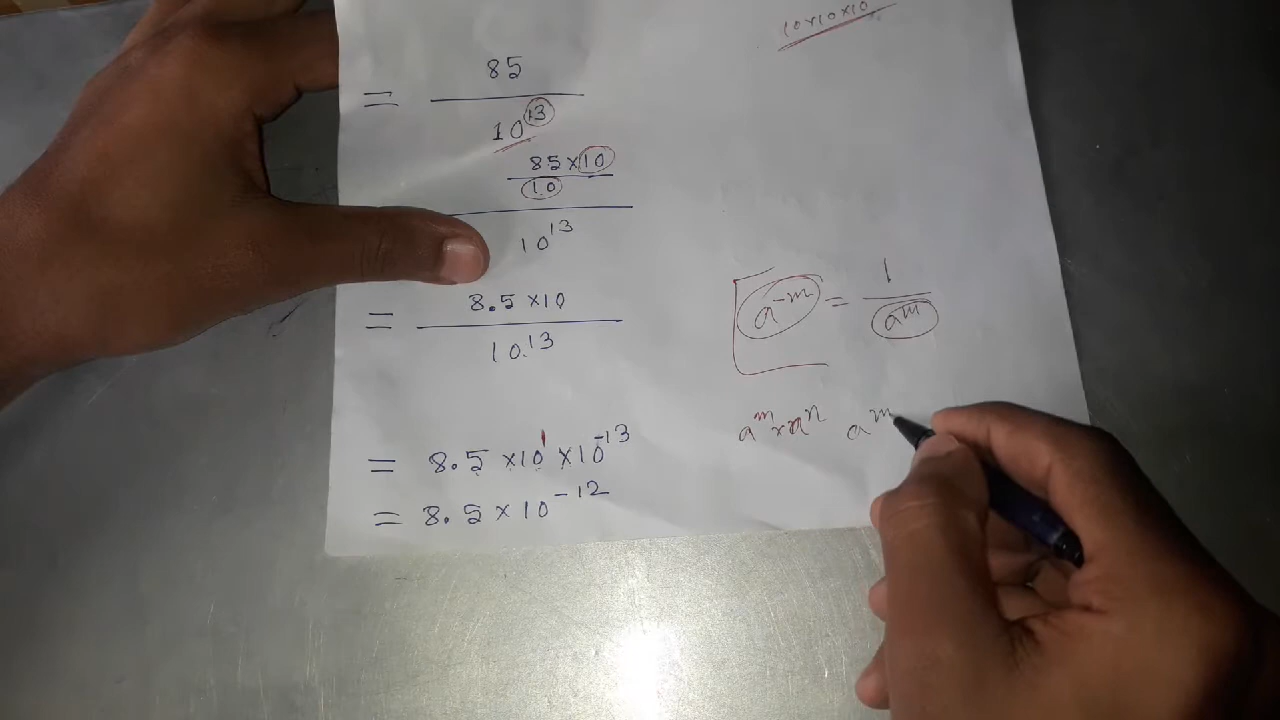 10×10×10
= 85 / 10^13
85×10 / 10 / 10^13
= 8.5 ×10 / 10^13
= 8.5 ×10^1 ×10^-13
= 8.5 × 10^-12
a^-m = 1 / a^m
a^m × a^n a^m